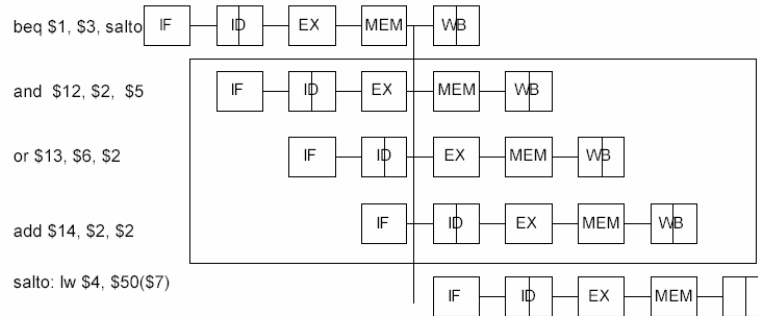 beq $1, $3, salto IF ID EX MEM WB
and $12, $2, $5 IF ID EX MEM WB
or $13, $6, $2 IF ID EX MEM WB
add $14, $2, $2 IF ID EX MEM WB
salto: lw $4, $50($7) IF ID EX MEM